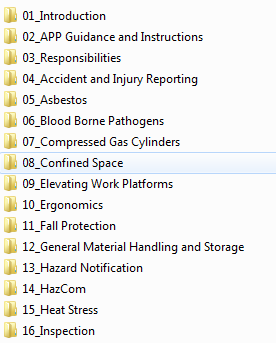 01_Introduction
02_APP Guidance and Instructions
03_Responsibilities
04_Accident and Injury Reporting
05_Asbestos
06_Blood Borne Pathogens
07_Compressed Gas Cylinders
08_Confined Space
09_Elevating Work Platforms
10_Ergonomics
11_Fall Protection
12_General Material Handling and Storage
13_Hazard Notification
14_HazCom
15_Heat Stress
16_Inspection